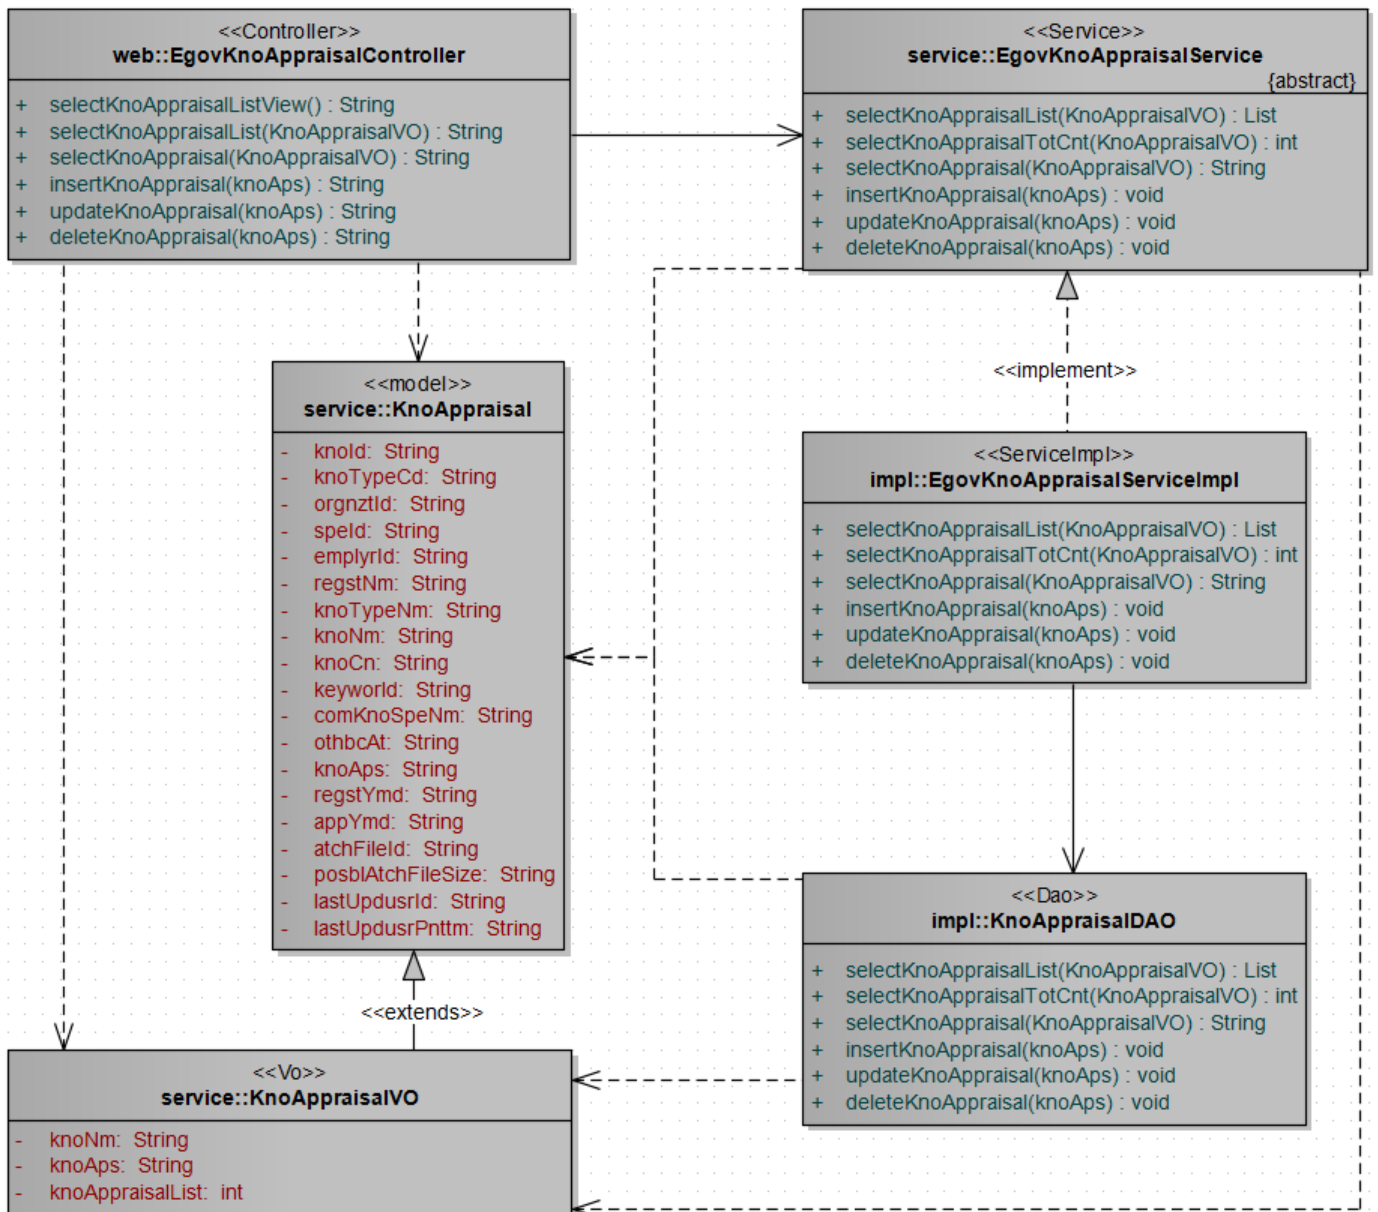 <<Controller>>
web::EgovKnoAppraisalController
+ selectKnoAppraisalListView() : String
+ selectKnoAppraisalList(KnoAppraisalVO) : String
+ selectKnoAppraisal(KnoAppraisalVO) : String
+ insertKnoAppraisal(knoAps) : String
+ updateKnoAppraisal(knoAps) : String
+ deleteKnoAppraisal(knoAps) : String
<<Service>>
service::EgovKnoAppraisalService
{abstract}
+ selectKnoAppraisalList(KnoAppraisalVO) : List
+ selectKnoAppraisalTotCnt(KnoAppraisalVO) : int
+ selectKnoAppraisal(KnoAppraisalVO) : String
+ insertKnoAppraisal(knoAps) : void
+ updateKnoAppraisal(knoAps) : void
+ deleteKnoAppraisal(knoAps) : void
<<implement>>
<<model>>
service::KnoAppraisal
- knoId: String
- knoTypeCd: String
- orgnztId: String
- speId: String
- emplyrId: String
- regstNm: String
- knoTypeNm: String
- knoNm: String
- knoCn: String
- keyworld: String
- comKnoSpeNm: String
- othbcAt: String
- knoAps: String
- regstYmd: String
- appYmd: String
- atchFileId: String
- posblAtchFileSize: String
- lastUpdusrId: String
- lastUpdusrPnttm: String
<<ServiceImpl>>
impl::EgovKnoAppraisalServiceImpl
+ selectKnoAppraisalList(KnoAppraisalVO) : List
+ selectKnoAppraisalTotCnt(KnoAppraisalVO) : int
+ selectKnoAppraisal(KnoAppraisalVO) : String
+ insertKnoAppraisal(knoAps) : void
+ updateKnoAppraisal(knoAps) : void
+ deleteKnoAppraisal(knoAps) : void
<<Dao>>
impl::KnoAppraisalDAO
+ selectKnoAppraisalList(KnoAppraisalVO) : List
+ selectKnoAppraisalTotCnt(KnoAppraisalVO) : int
+ selectKnoAppraisal(KnoAppraisalVO) : String
+ insertKnoAppraisal(knoAps) : void
+ updateKnoAppraisal(knoAps) : void
+ deleteKnoAppraisal(knoAps) : void
<<extends>>
<<Vo>>
service::KnoAppraisalVO
- knoNm: String
- knoAps: String
- knoAppraisalList: int